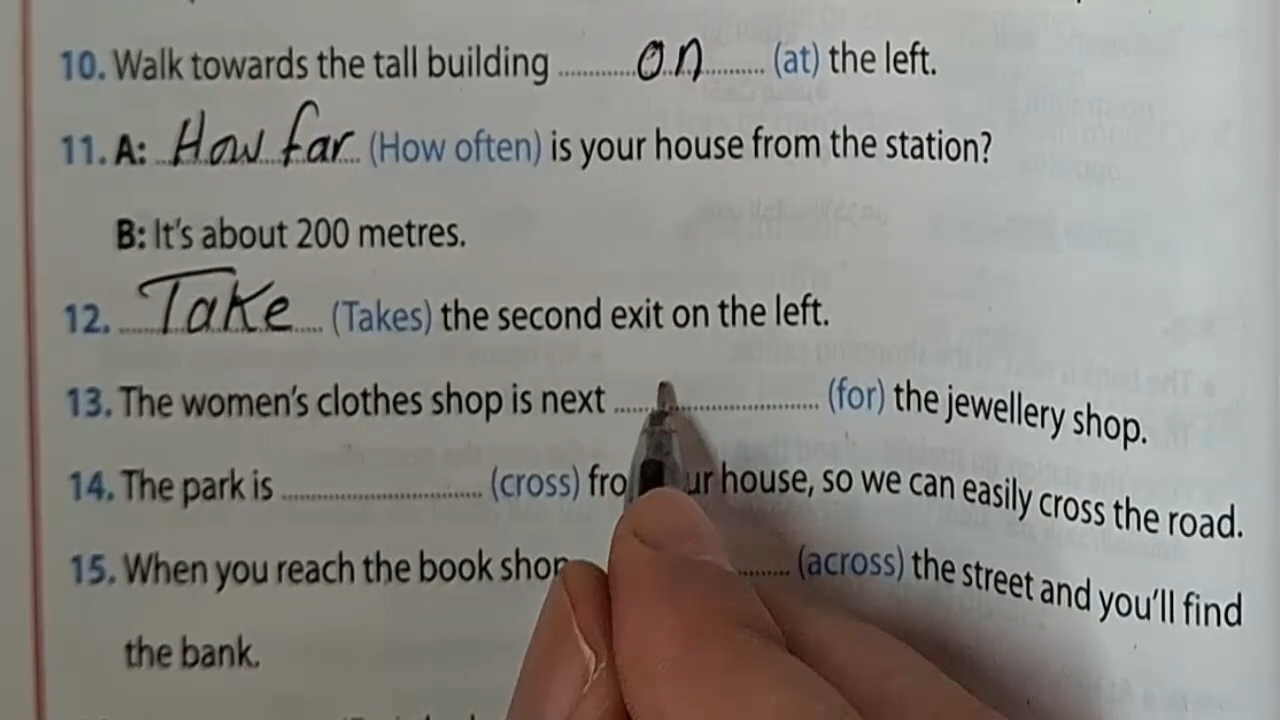 10. Walk towards the tall building ........... on ........... (at) the left.
11. A: How far (How often) is your house from the station?
B: It's about 200 metres.
12. Take (Takes) the second exit on the left.
13. The women's clothes shop is next ........................ (for) the jewellery shop.
14. The park is ........................ (cross) house, so we can easily cross the road.
15. When you reach the book ........ (across) the street and you'll find
the bank.